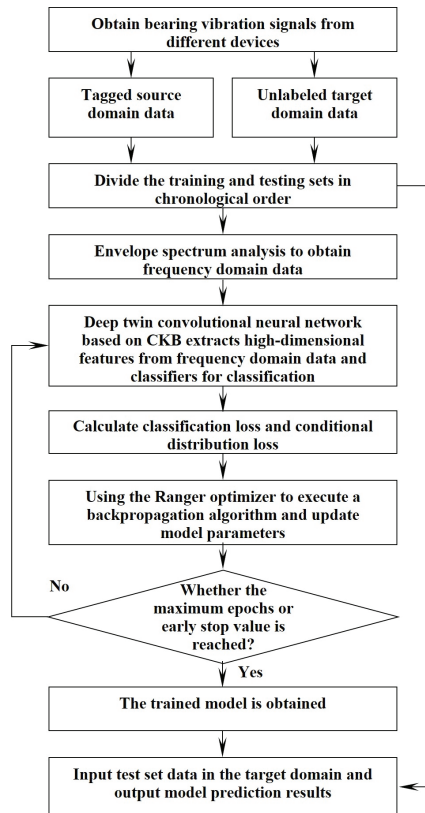 Obtain bearing vibration signals from
different devices
Tagged source
domain data
Unlabeled target
domain data
Divide the training and testing sets in
chronological order
Envelope spectrum analysis to obtain
frequency domain data
Deep twin convolutional neural network
based on CKB extracts high-dimensional
features from frequency domain data and
classifiers for classification
Calculate classification loss and conditional
distribution loss
Using the Ranger optimizer to execute a
backpropagation algorithm and update
model parameters
No
Whether the
maximum epochs or
early stop value is
reached?
Yes
The trained model is obtained
Input test set data in the target domain and
output model prediction results